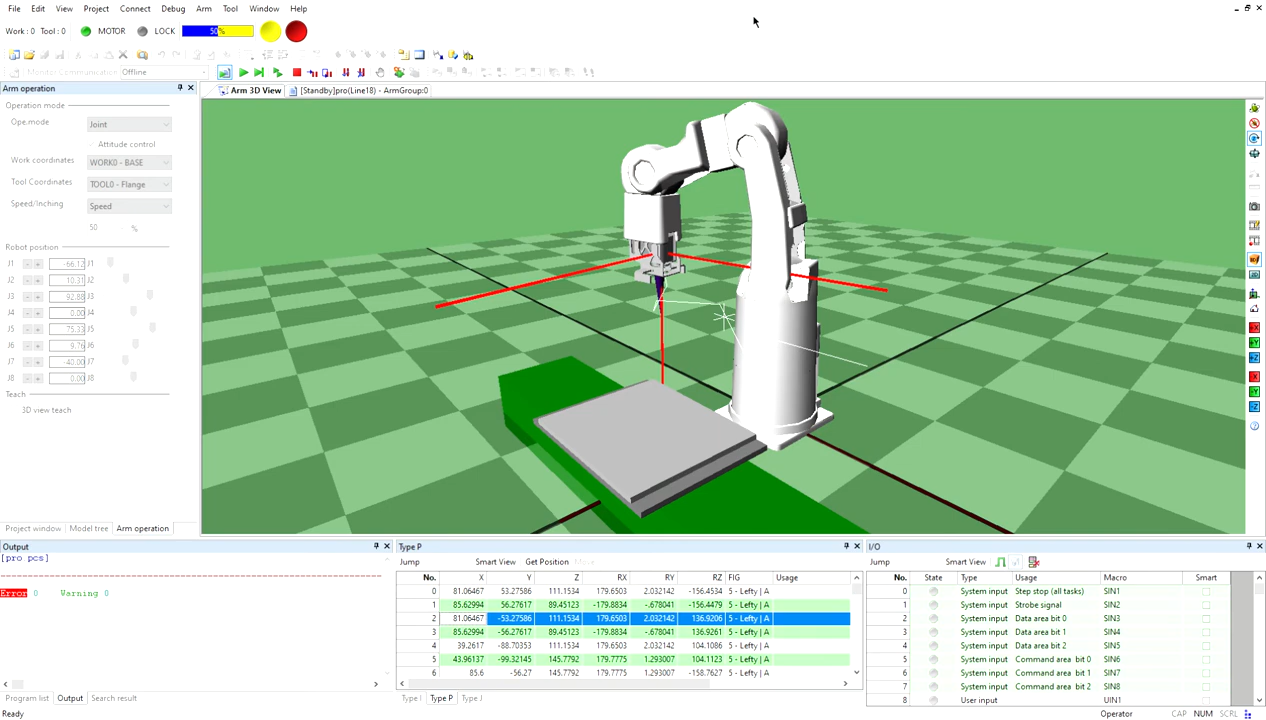 File Edit View Project Connect Debug Arm Tool Window Help
Work : 0 Tool : 0 MOTOR LOCK 50%
Monitor Communication Offline
Arm operation
Arm 3D View [Standby]pro(Line18) - ArmGroup:0
Operation mode
Ope.mode Joint
Attitude control
Work coordinates WORK0 - BASE
Tool Coordinates TOOL0 - Flange
Speed/Inching Speed
50 %
Robot position
J1 - + -66.12 J1
J2 - + 10.31 J2
J3 - + 92.88 J3
J4 - + 0.00 J4
J5 - + 75.33 J5
J6 - + 9.76 J6
J7 - + -40.00 J7
J8 - + 0.00 J8
Teach
3D view teach
Project window Model tree Arm operation
Output
[pro.pcs]
Error 0 Warning 0
Program list Output Search result
Type P
Jump Smart View Get Position Move
No. X Y Z RX RY RZ FIG Usage
0 81.06467 53.27586 111.1534 179.6503 2.032142 -156.4534 5 - Lefty | A
1 85.62994 56.27617 89.45123 -179.8834 -.678041 -156.4479 5 - Lefty | A
2 81.06467 -53.27586 111.1534 179.6503 2.032142 136.9206 5 - Lefty | A
3 85.62994 -56.27617 89.45123 -179.8834 -.678041 136.9261 5 - Lefty | A
4 39.2617 -88.70353 111.1534 179.6503 2.032142 104.1086 5 - Lefty | A
5 43.96137 -99.32145 145.7792 179.7775 1.293007 104.1123 5 - Lefty | A
6 85.6 -56.27 145.7792 179.7775 1.293007 -158.7627 5 - Lefty | A
Type I Type P Type J
I/O
Jump Smart View
No. State Type Usage Macro Smart
0 System input Step stop (all tasks) SIN1
1 System input Strobe signal SIN2
2 System input Data area bit 0 SIN3
3 System input Data area bit 1 SIN4
4 System input Data area bit 2 SIN5
5 System input Command area bit 0 SIN6
6 System input Command area bit 1 SIN7
7 System input Command area bit 2 SIN8
8 User input UIN1
Ready
Operator CAP NUM SCRL